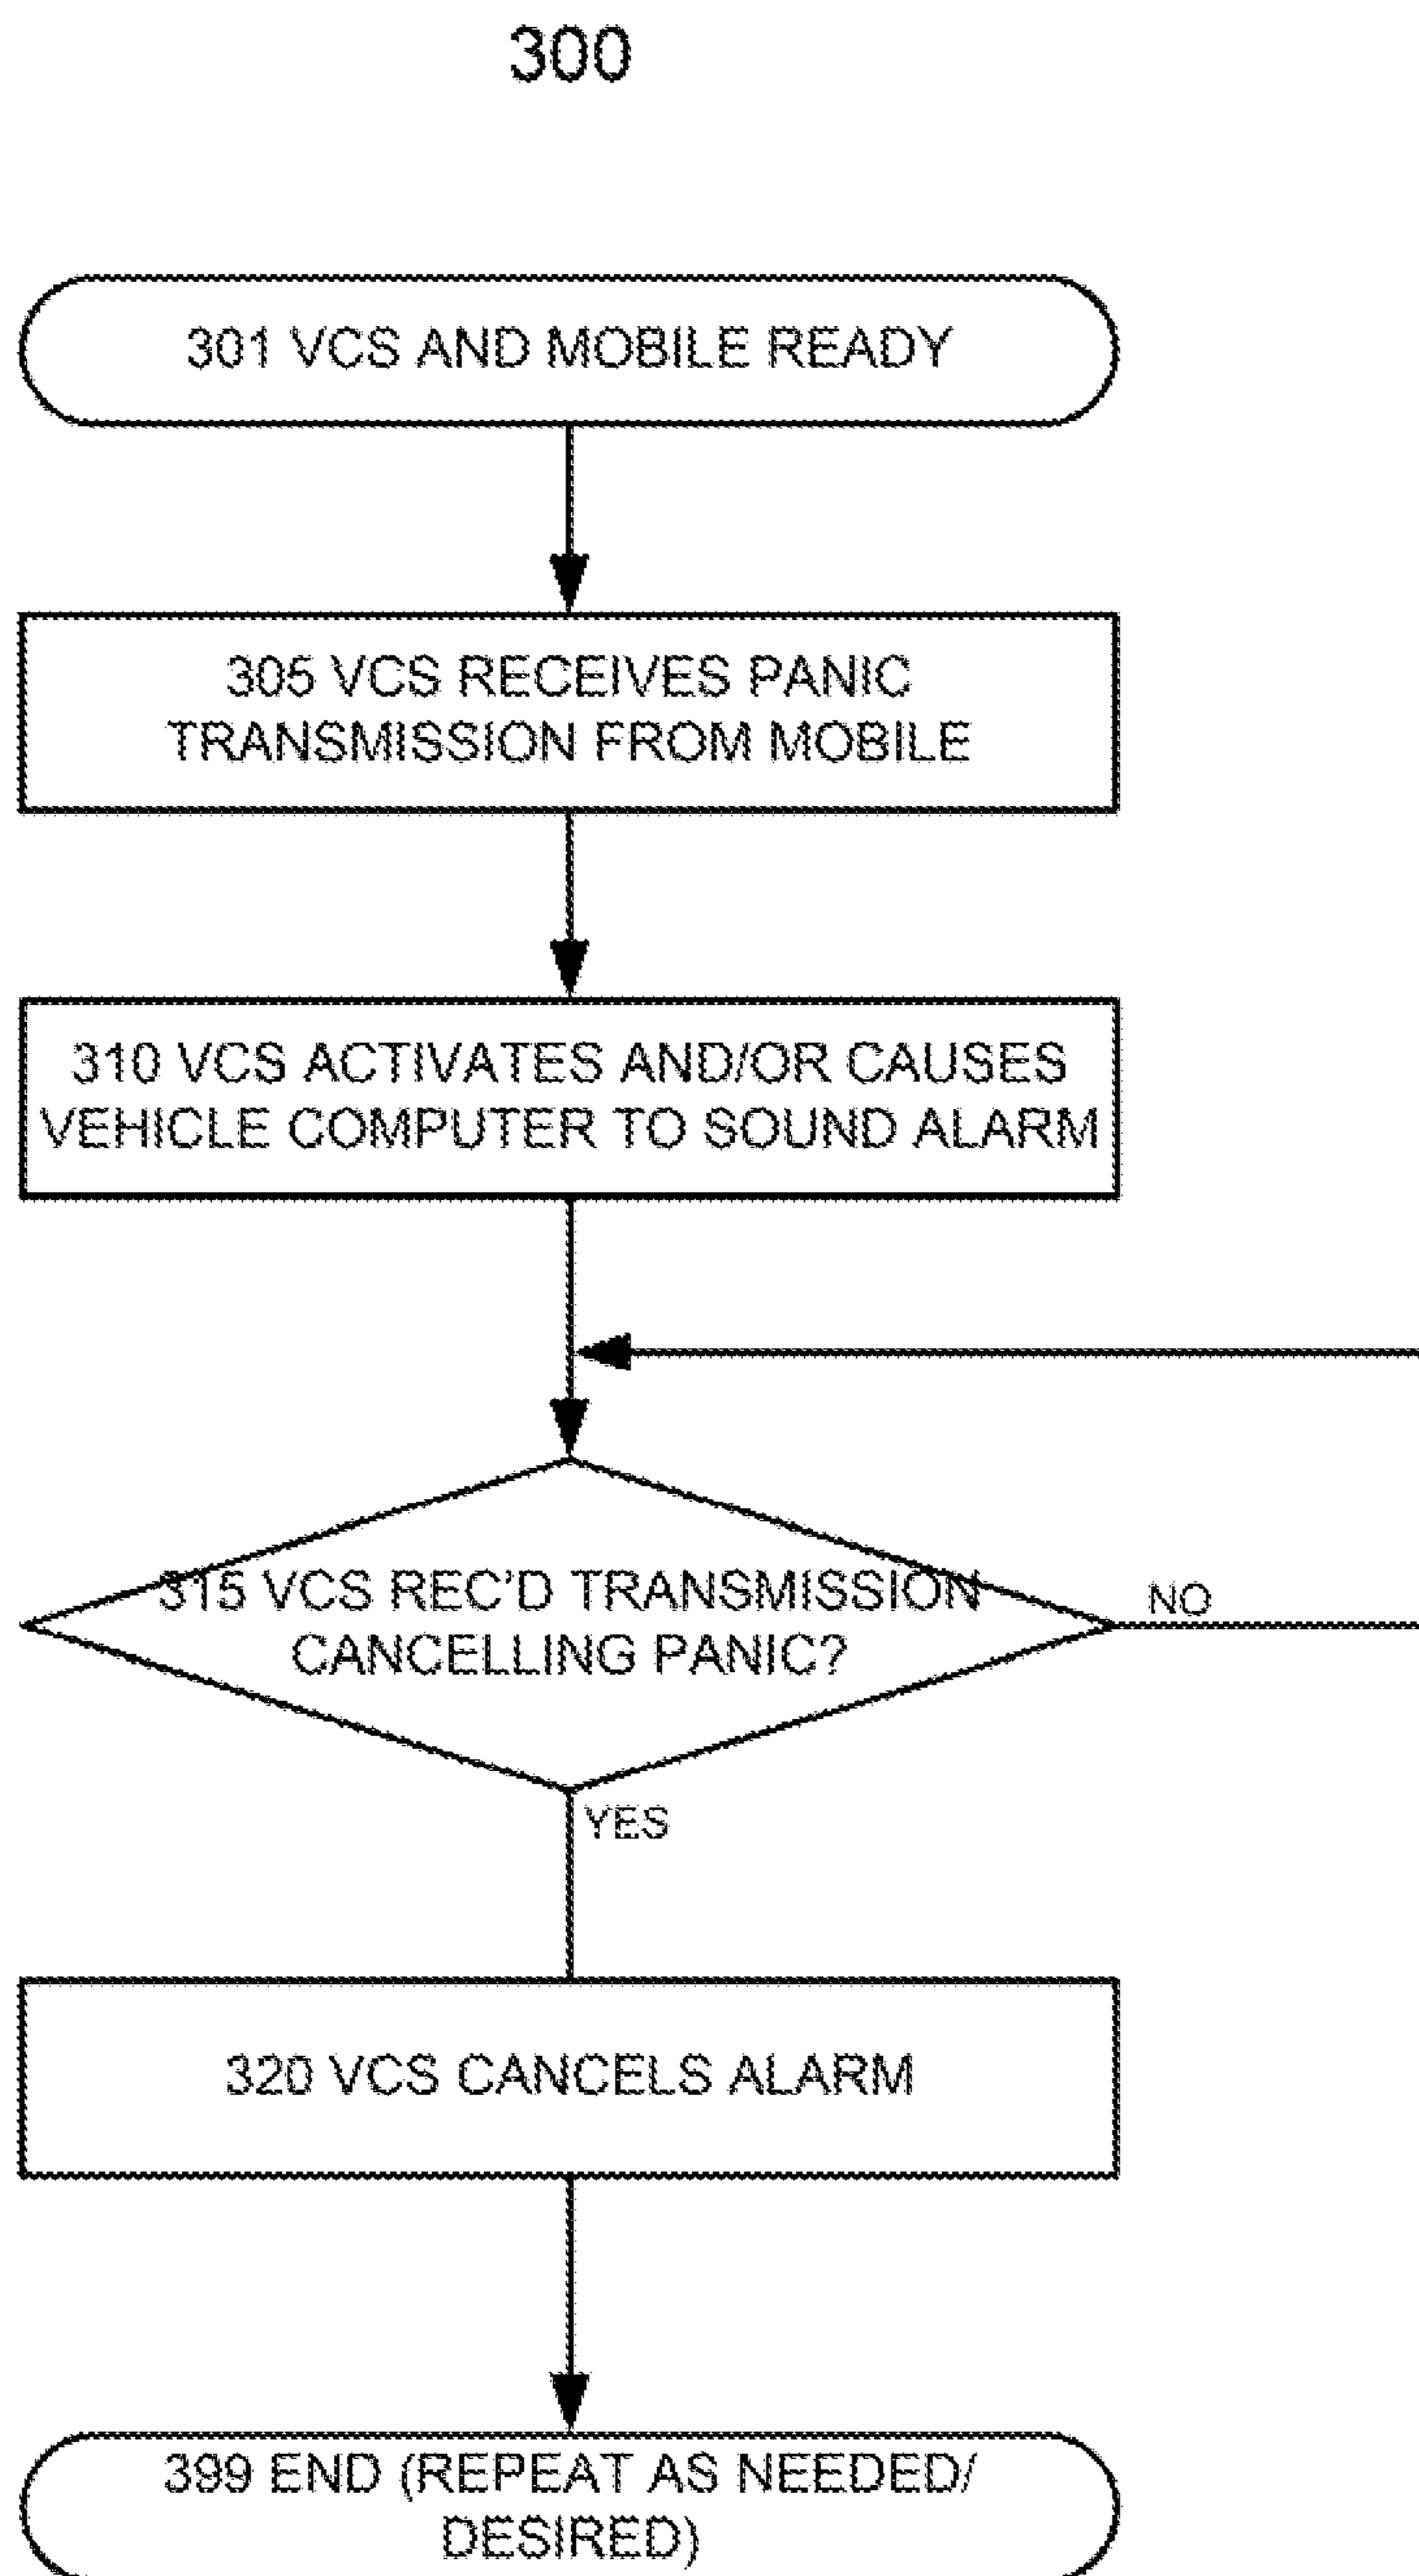 300
301 VCS AND MOBILE READY
305 VCS RECEIVES PANIC
TRANSMISSION FROM MOBILE
310 VCS ACTIVATES AND/OR CAUSES
VEHICLE COMPUTER TO SOUND ALARM
315 VCS REC'D TRANSMISSION
CANCELLING PANIC?
NO
YES
320 VCS CANCELS ALARM
399 END (REPEAT AS NEEDED/
DESIRED)